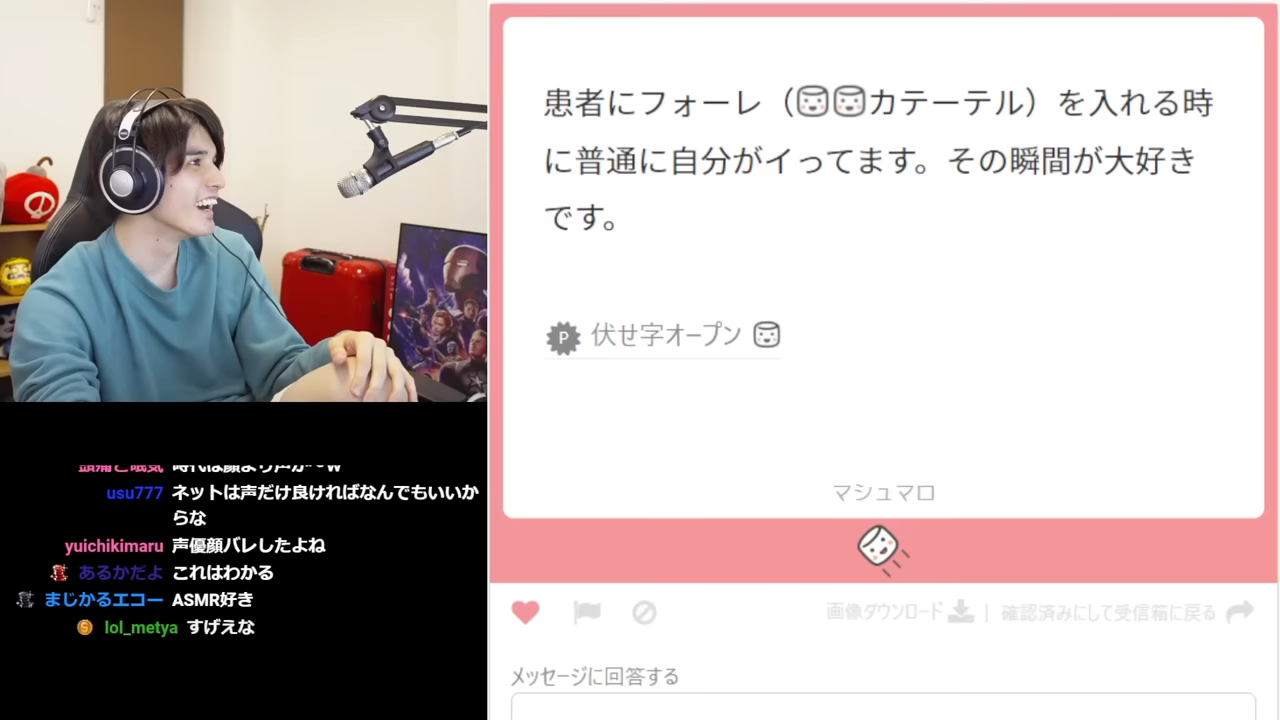 患者にフォーレ（カテーテル）を入れる時
に普通に自分がイってます。その瞬間が大好き
です。
P 伏せ字オープン
マシュマロ
画像ダウンロード | 確認済みにして受信箱に戻る
メッセージに回答する
usu777 ネットは声だけ良ければなんでもいいか
らな
yuichikimaru 声優顔バレしたよね
あるかだよ これはわかる
まじかるエコー ASMR好き
lol_metya すげえな